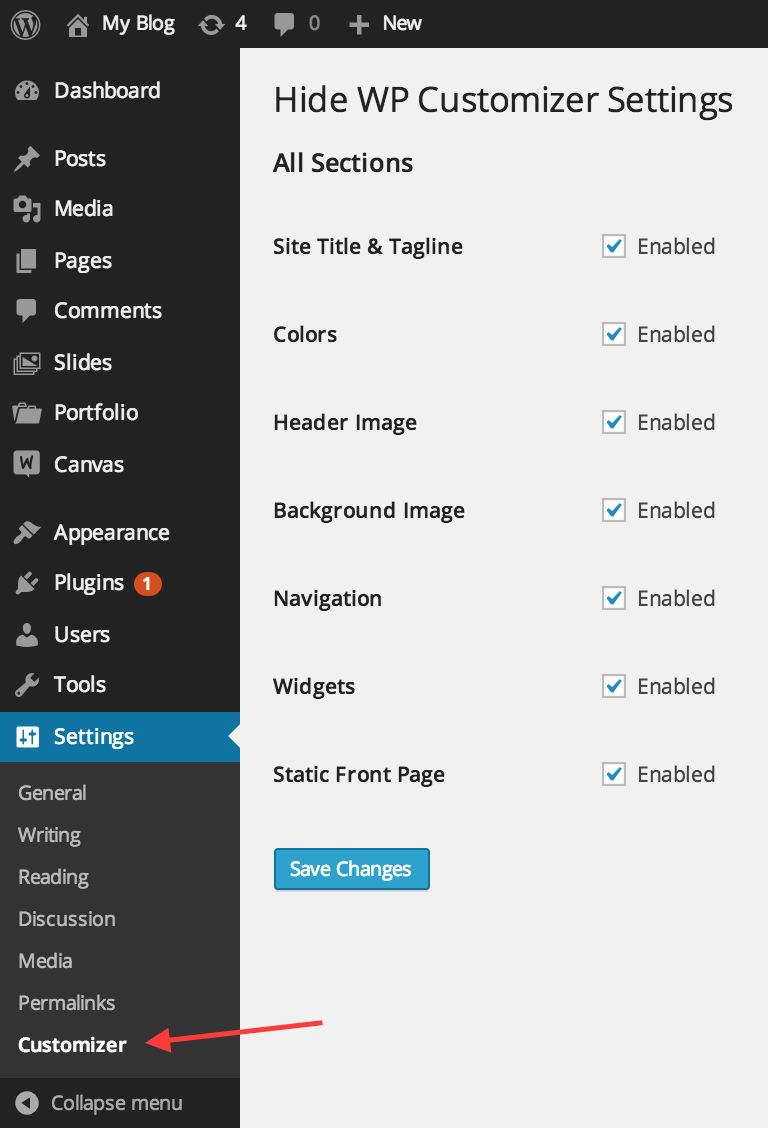 My Blog 4 0 New
Dashboard
Posts
Media
Pages
Comments
Slides
Portfolio
Canvas
Appearance
Plugins 1
Users
Tools
Settings
General
Writing
Reading
Discussion
Media
Permalinks
Customizer
Collapse menu
Hide WP Customizer Settings
All Sections
Site Title & Tagline Enabled
Colors Enabled
Header Image Enabled
Background Image Enabled
Navigation Enabled
Widgets Enabled
Static Front Page Enabled
Save Changes